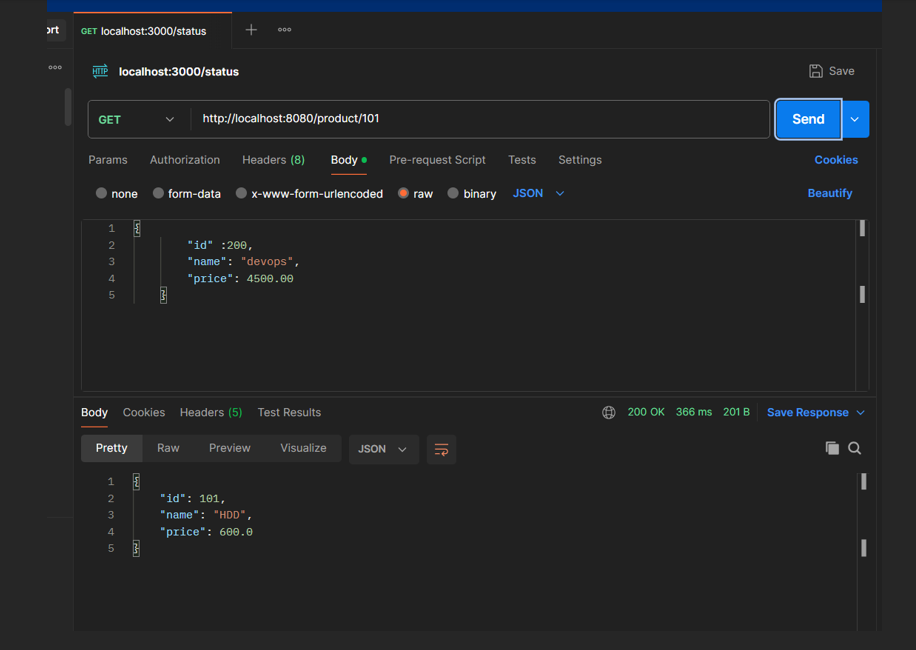 ort
GET localhost:3000/status
HTTP localhost:3000/status
Save
GET http://localhost:8080/product/101 Send
Params Authorization Headers (8) Body Pre-request Script Tests Settings Cookies
none form-data x-www-form-urlencoded raw binary JSON Beautify
1 {
2 "id" :200,
3 "name": "devops",
4 "price": 4500.00
5 }
Body Cookies Headers (5) Test Results 200 OK 366 ms 201 B Save Response
Pretty Raw Preview Visualize JSON
1 {
2 "id": 101,
3 "name": "HDD",
4 "price": 600.0
5 }